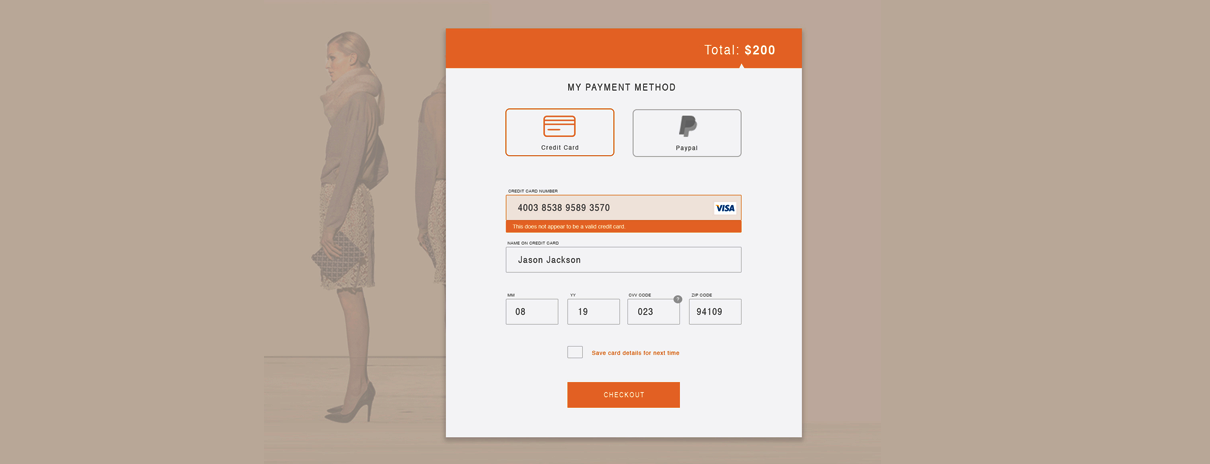 Total: $200
MY PAYMENT METHOD
Credit Card
Paypal
CREDIT CARD NUMBER
4003 8538 9589 3570
VISA
This does not appear to be a valid credit card.
NAME ON CREDIT CARD
Jason Jackson
MM YY CVV CODE ? ZIP CODE
08 19 023 94109
Save card details for next time
CHECKOUT